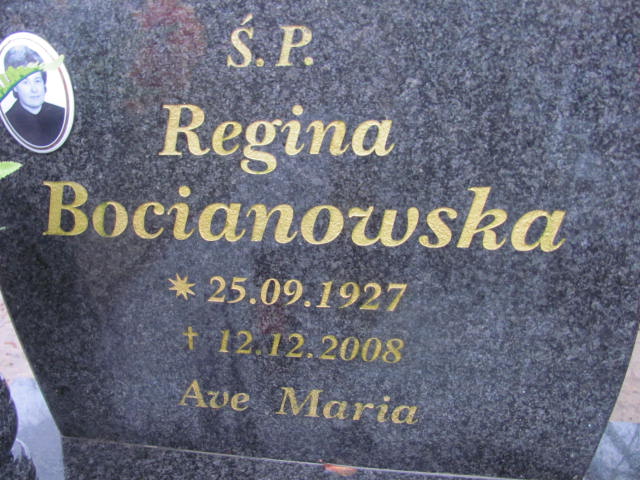 Ś.P.
Regina
Bocianowska
✷ 25.09.1927
† 12.12.2008
Ave Maria